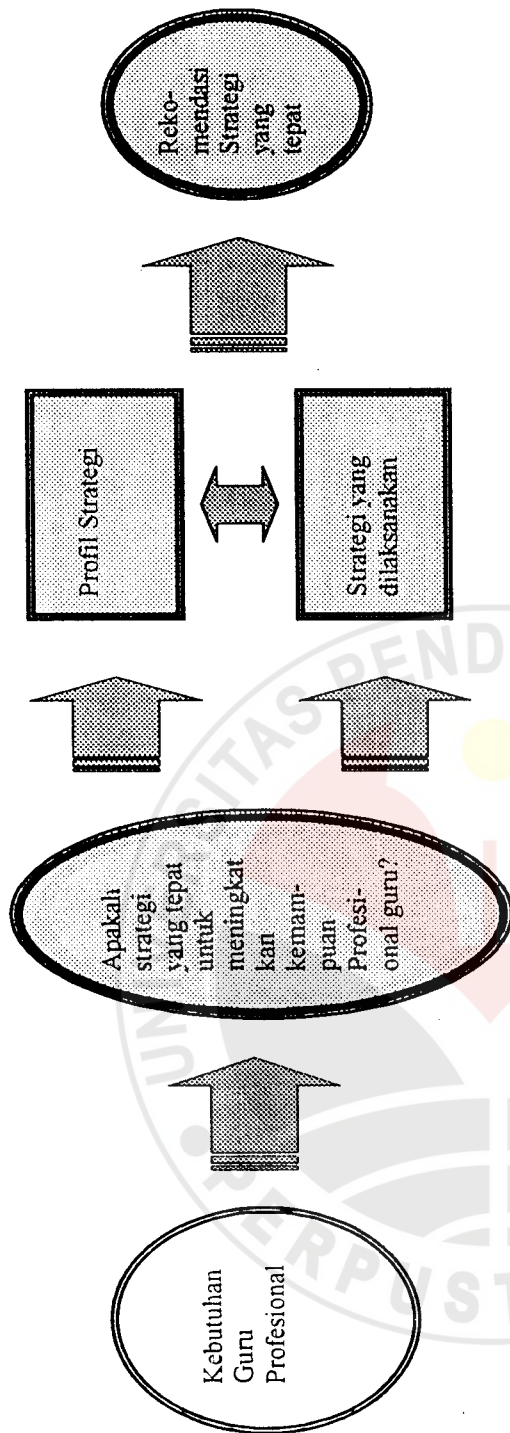 Kebutuhan
Guru
Profesional
Apakah
strategi
yang tepat
untuk
meningkat
kan
kemam-
puan
Profesi-
onal guru?
Profil Strategi
Strategi yang
dilaksanakan
Reko-
mendasi
Strategi
yang
tepat